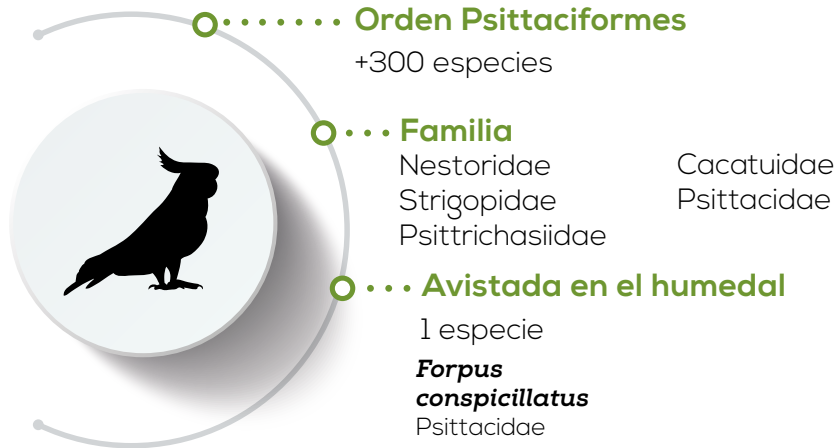 Orden Psittaciformes
+300 especies
Familia
Nestoridae
Strigopidae
Psittrichasiidae
Cacatuidae
Psittacidae
Avistada en el humedal
1 especie
Forpus
conspicillatus
Psittacidae